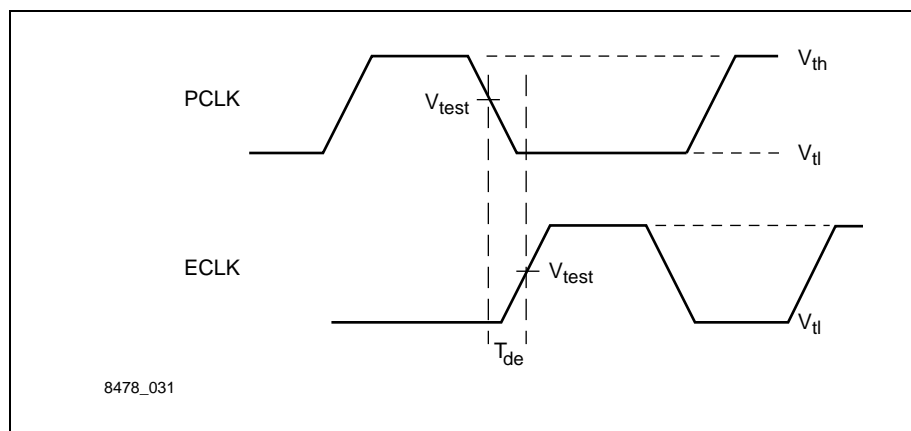 V_th
PCLK
V_test
V_tl
ECLK
V_test
V_tl
T_de
8478_031